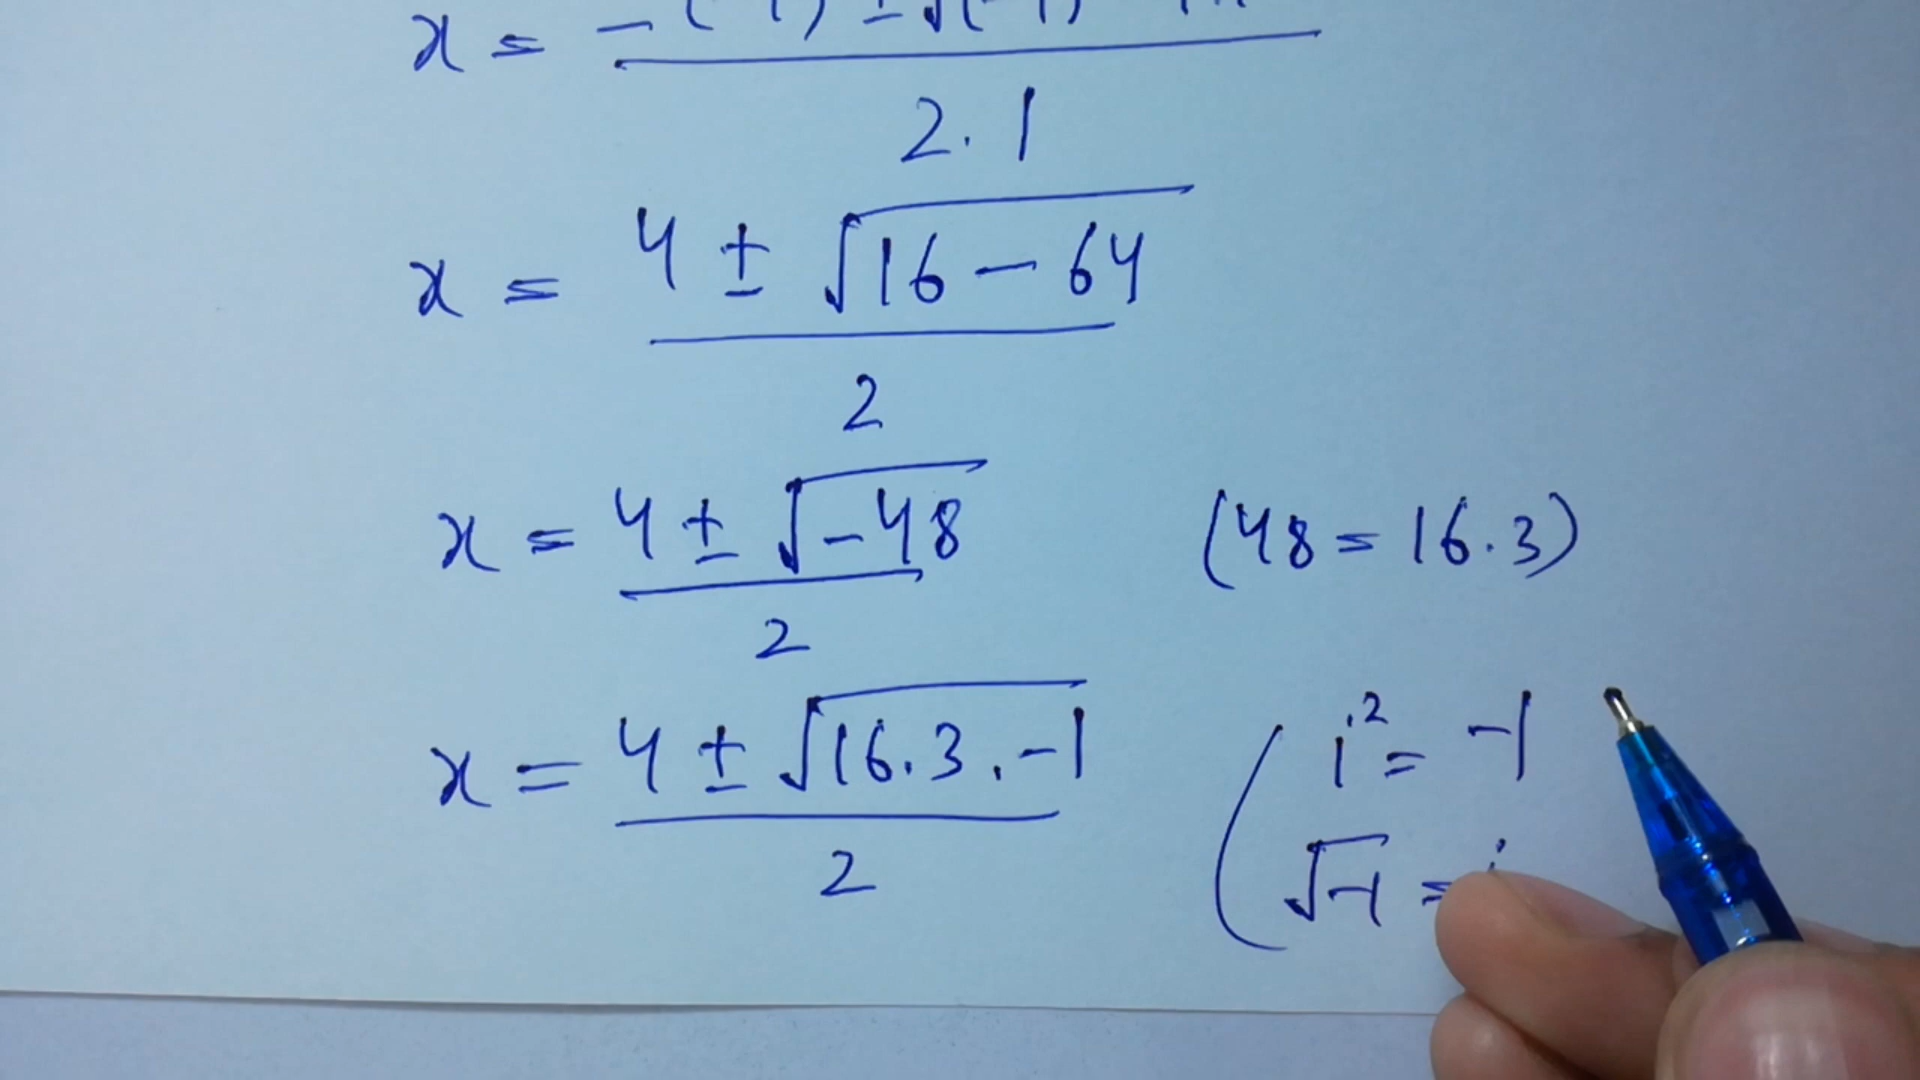 x =
2 . 1
x = 4 ± √16 - 64
2
x = 4 ± √-48 (48 = 16.3)
2
x = 4 ± √16.3.-1 ( i² = -1
2 √-1 = i